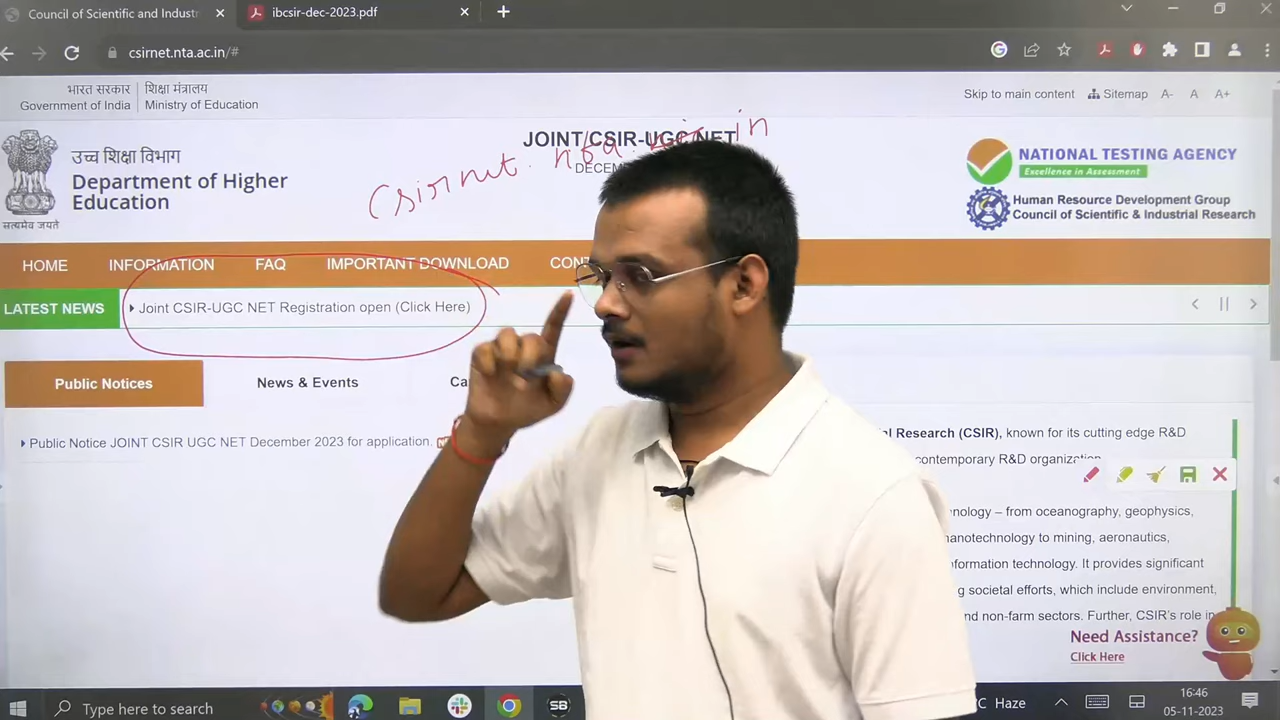 Council of Scientific and Industri
ibcsir-dec-2023.pdf
csirnet.nta.ac.in/#
भारत सरकार
शिक्षा मंत्रालय
Government of India
Ministry of Education
Skip to main content
Sitemap
A-
A
A+
उच्च शिक्षा विभाग
Department of Higher
Education
सत्यमेव जयते
JOINT CSIR-UGC NET
csirnet. nta. nic in
NATIONAL TESTING AGENCY
Excellence in Assessment
Human Resource Development Group
Council of Scientific & Industrial Research
HOME
INFORMATION
FAQ
IMPORTANT DOWNLOAD
LATEST NEWS
Joint CSIR-UGC NET Registration open (Click Here)
Public Notices
News & Events
Public Notice JOINT CSIR UGC NET December 2023 for application.
Research (CSIR), known for its cutting edge R&D
contemporary R&D organization
– from oceanography, geophysics,
to mining, aeronautics,
technology. It provides significant
societal efforts, which include environment,
nd non-farm sectors. Further, CSIR's role in
Need Assistance?
Click Here
Type here to search
SB
Haze
16:46
05-11-2023